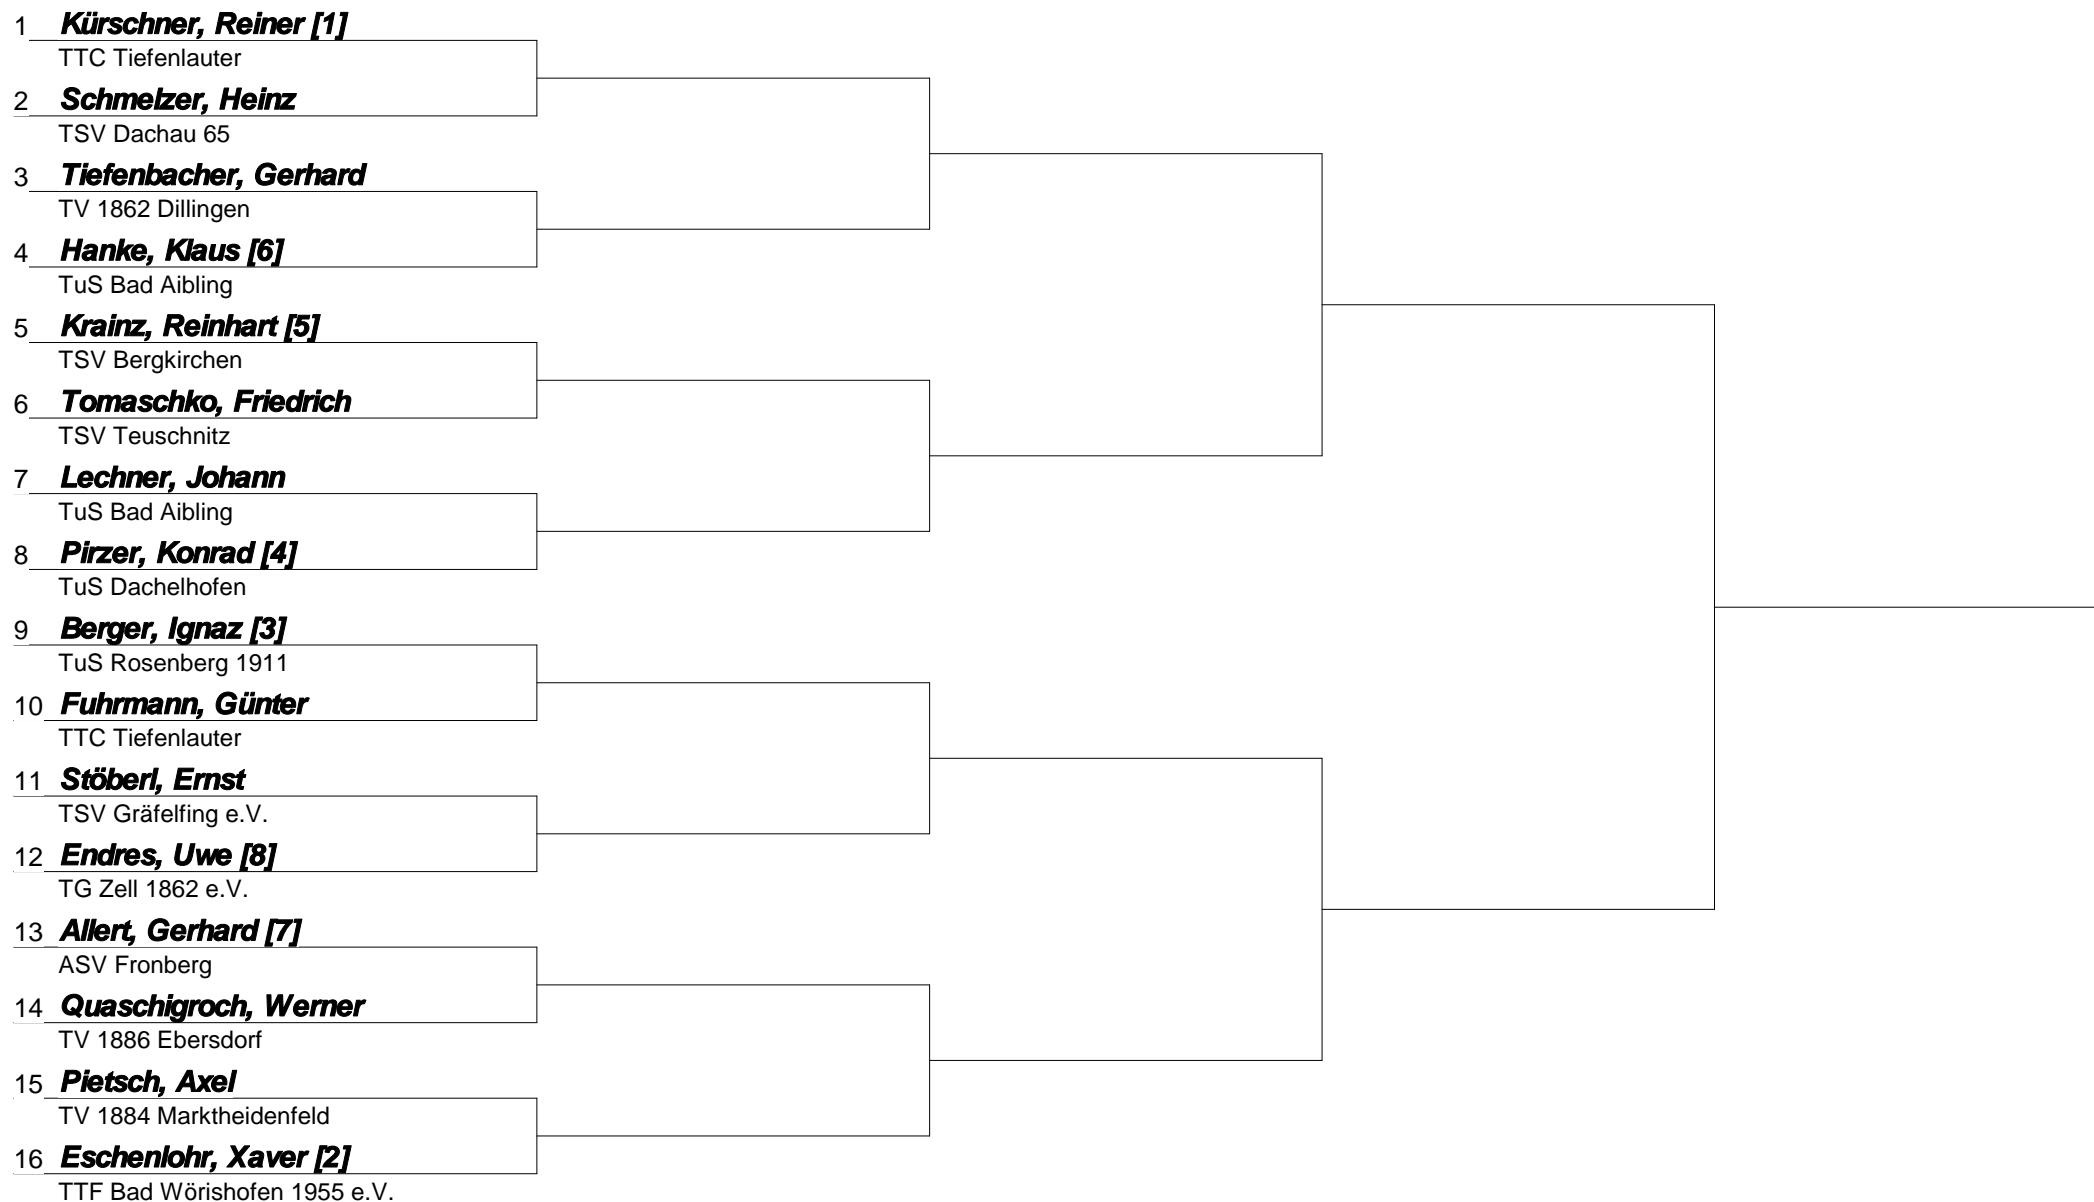 1 Kürschner, Reiner [1]
TTC Tiefenlauter
2 Schmelzer, Heinz
TSV Dachau 65
3 Tiefenbacher, Gerhard
TV 1862 Dillingen
4 Hanke, Klaus [6]
TuS Bad Aibling
5 Krainz, Reinhart [5]
TSV Bergkirchen
6 Tomaschko, Friedrich
TSV Teuschnitz
7 Lechner, Johann
TuS Bad Aibling
8 Pirzer, Konrad [4]
TuS Dachelhofen
9 Berger, Ignaz [3]
TuS Rosenberg 1911
10 Fuhrmann, Günter
TTC Tiefenlauter
11 Stöberl, Ernst
TSV Gräfelfing e.V.
12 Endres, Uwe [8]
TG Zell 1862 e.V.
13 Allert, Gerhard [7]
ASV Fronberg
14 Quaschigroch, Werner
TV 1886 Ebersdorf
15 Pietsch, Axel
TV 1884 Marktheidenfeld
16 Eschenlohr, Xaver [2]
TTF Bad Wörishofen 1955 e.V.